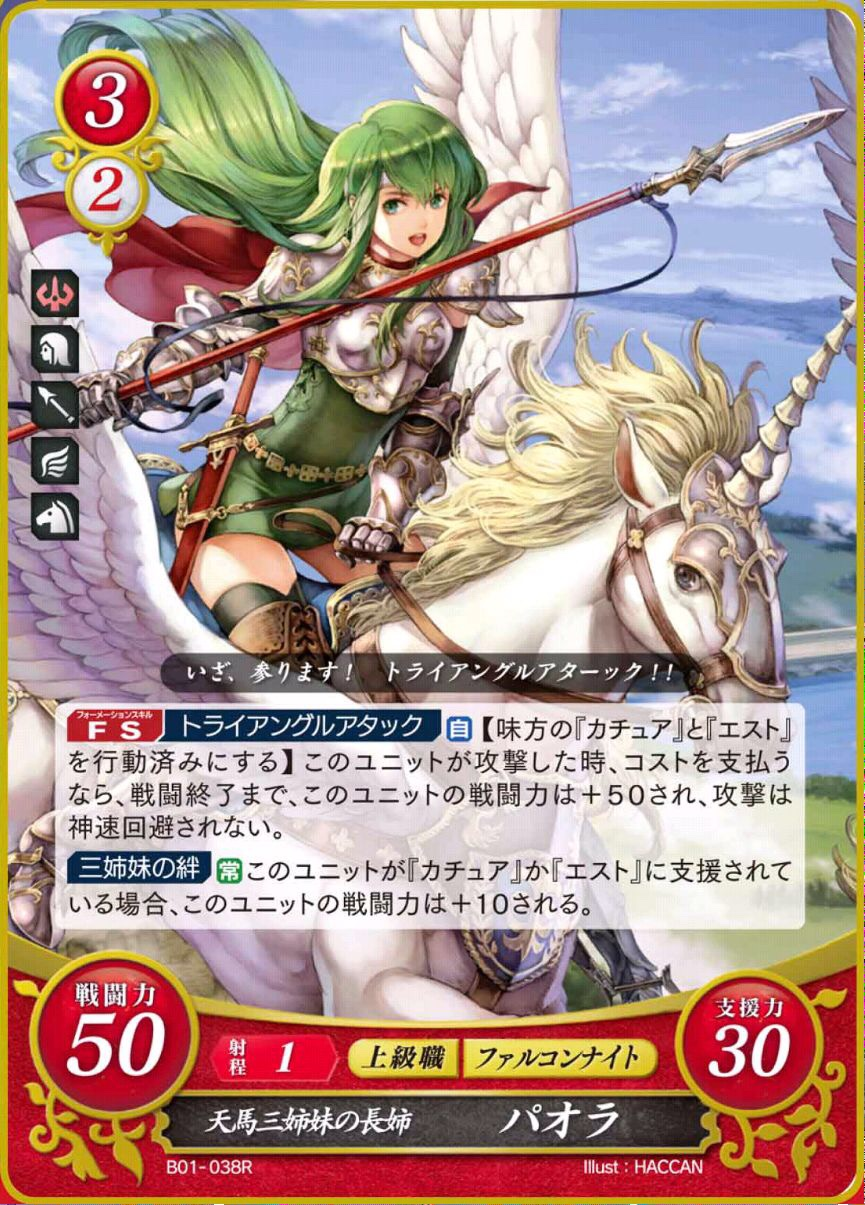 3
2
いざ、参ります！ トライアングルアターック！！
フォーメーションスキル
FS トライアングルアタック 自【味方の『カチュア』と『エスト』
を行動済みにする】このユニットが攻撃した時、コストを支払う
なら、戦闘終了まで、このユニットの戦闘力は＋50され、攻撃は
神速回避されない。
三姉妹の絆 常このユニットが『カチュア』か『エスト』に支援されて
いる場合、このユニットの戦闘力は＋10される。
戦闘力
50
射程 1 上級職 ファルコンナイト
支援力
30
天馬三姉妹の長姉 パオラ
B01-038R Illust : HACCAN